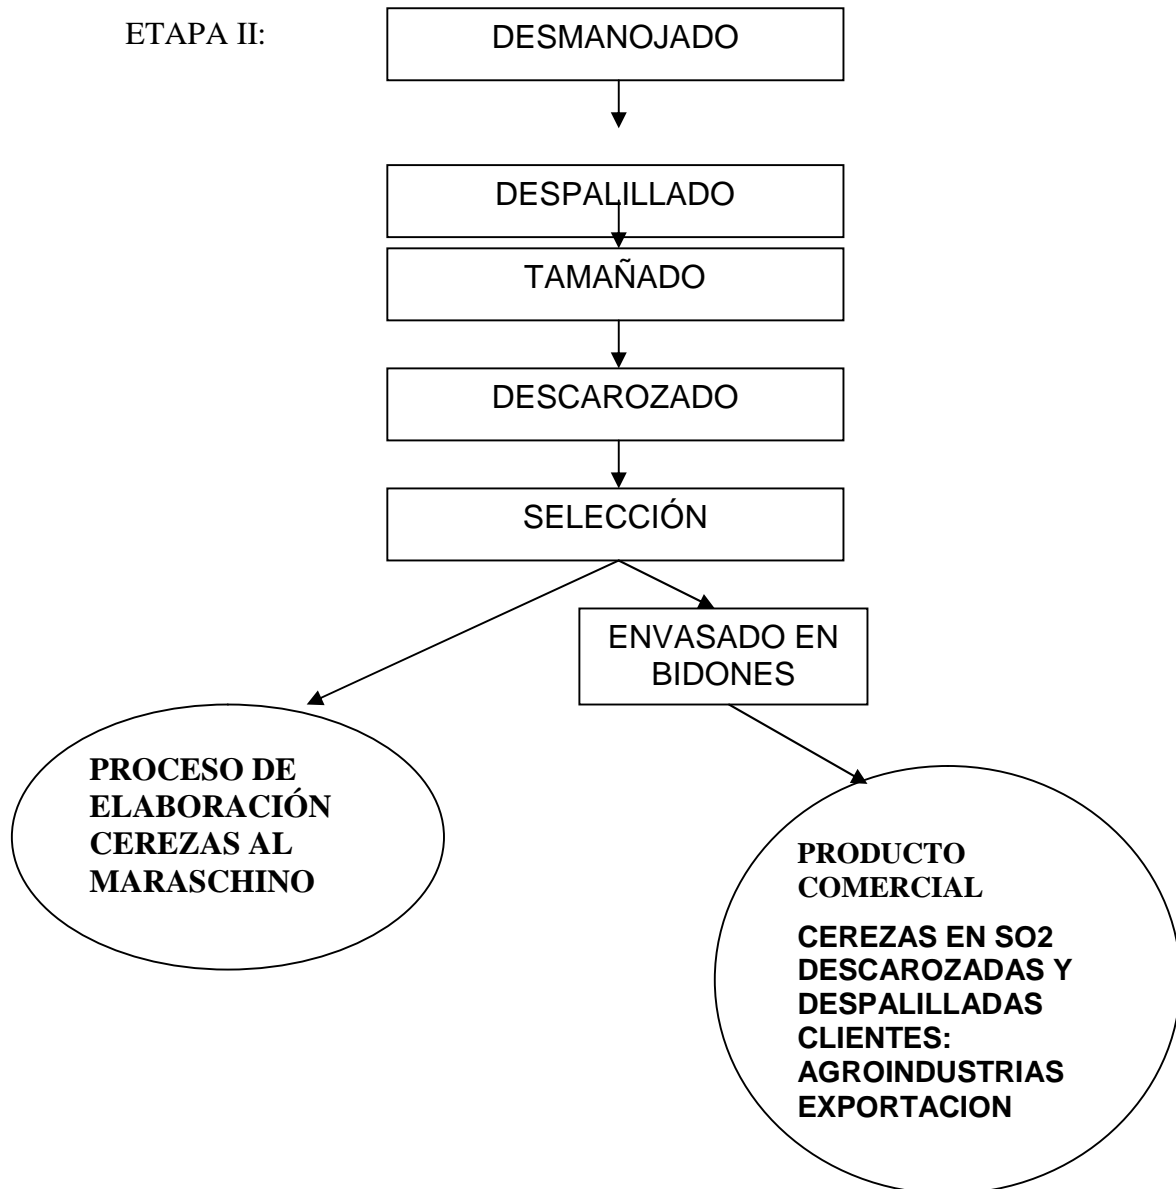 ETAPA II:
DESMANOJADO
DESPALILLADO
TAMAÑADO
DESCAROZADO
SELECCIÓN
ENVASADO EN
BIDONES
PROCESO DE
ELABORACIÓN
CEREZAS AL
MARASCHINO
PRODUCTO
COMERCIAL
CEREZAS EN SO2
DESCAROZADAS Y
DESPALILLADAS
CLIENTES:
AGROINDUSTRIAS
EXPORTACION